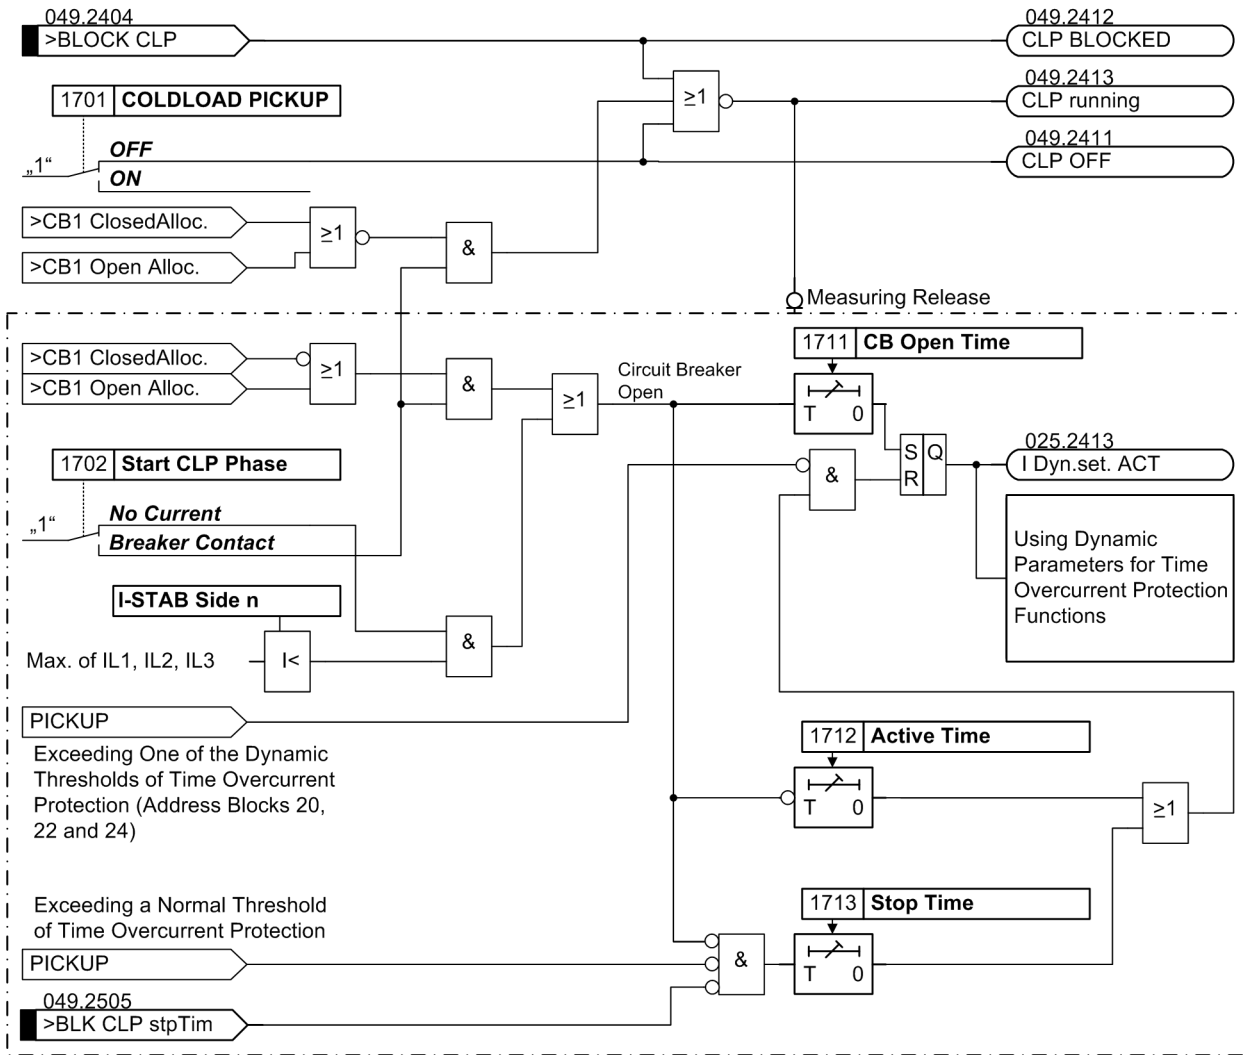 049.2404
>BLOCK CLP
049.2412
CLP BLOCKED
1701 COLDLOAD PICKUP
≥1
049.2413
CLP running
„1“
OFF
ON
049.2411
CLP OFF
>CB1 ClosedAlloc.
≥1
&
>CB1 Open Alloc.
Measuring Release
>CB1 ClosedAlloc.
≥1
>CB1 Open Alloc.
&
≥1
Circuit Breaker
Open
1711 CB Open Time
T 0
1702 Start CLP Phase
&
S Q
R
025.2413
I Dyn.set. ACT
„1“
No Current
Breaker Contact
Using Dynamic
Parameters for Time
Overcurrent Protection
Functions
I-STAB Side n
Max. of IL1, IL2, IL3
I<
&
PICKUP
Exceeding One of the Dynamic
Thresholds of Time Overcurrent
Protection (Address Blocks 20,
22 and 24)
1712 Active Time
T 0
≥1
Exceeding a Normal Threshold
of Time Overcurrent Protection
PICKUP
&
1713 Stop Time
T 0
049.2505
>BLK CLP stpTim